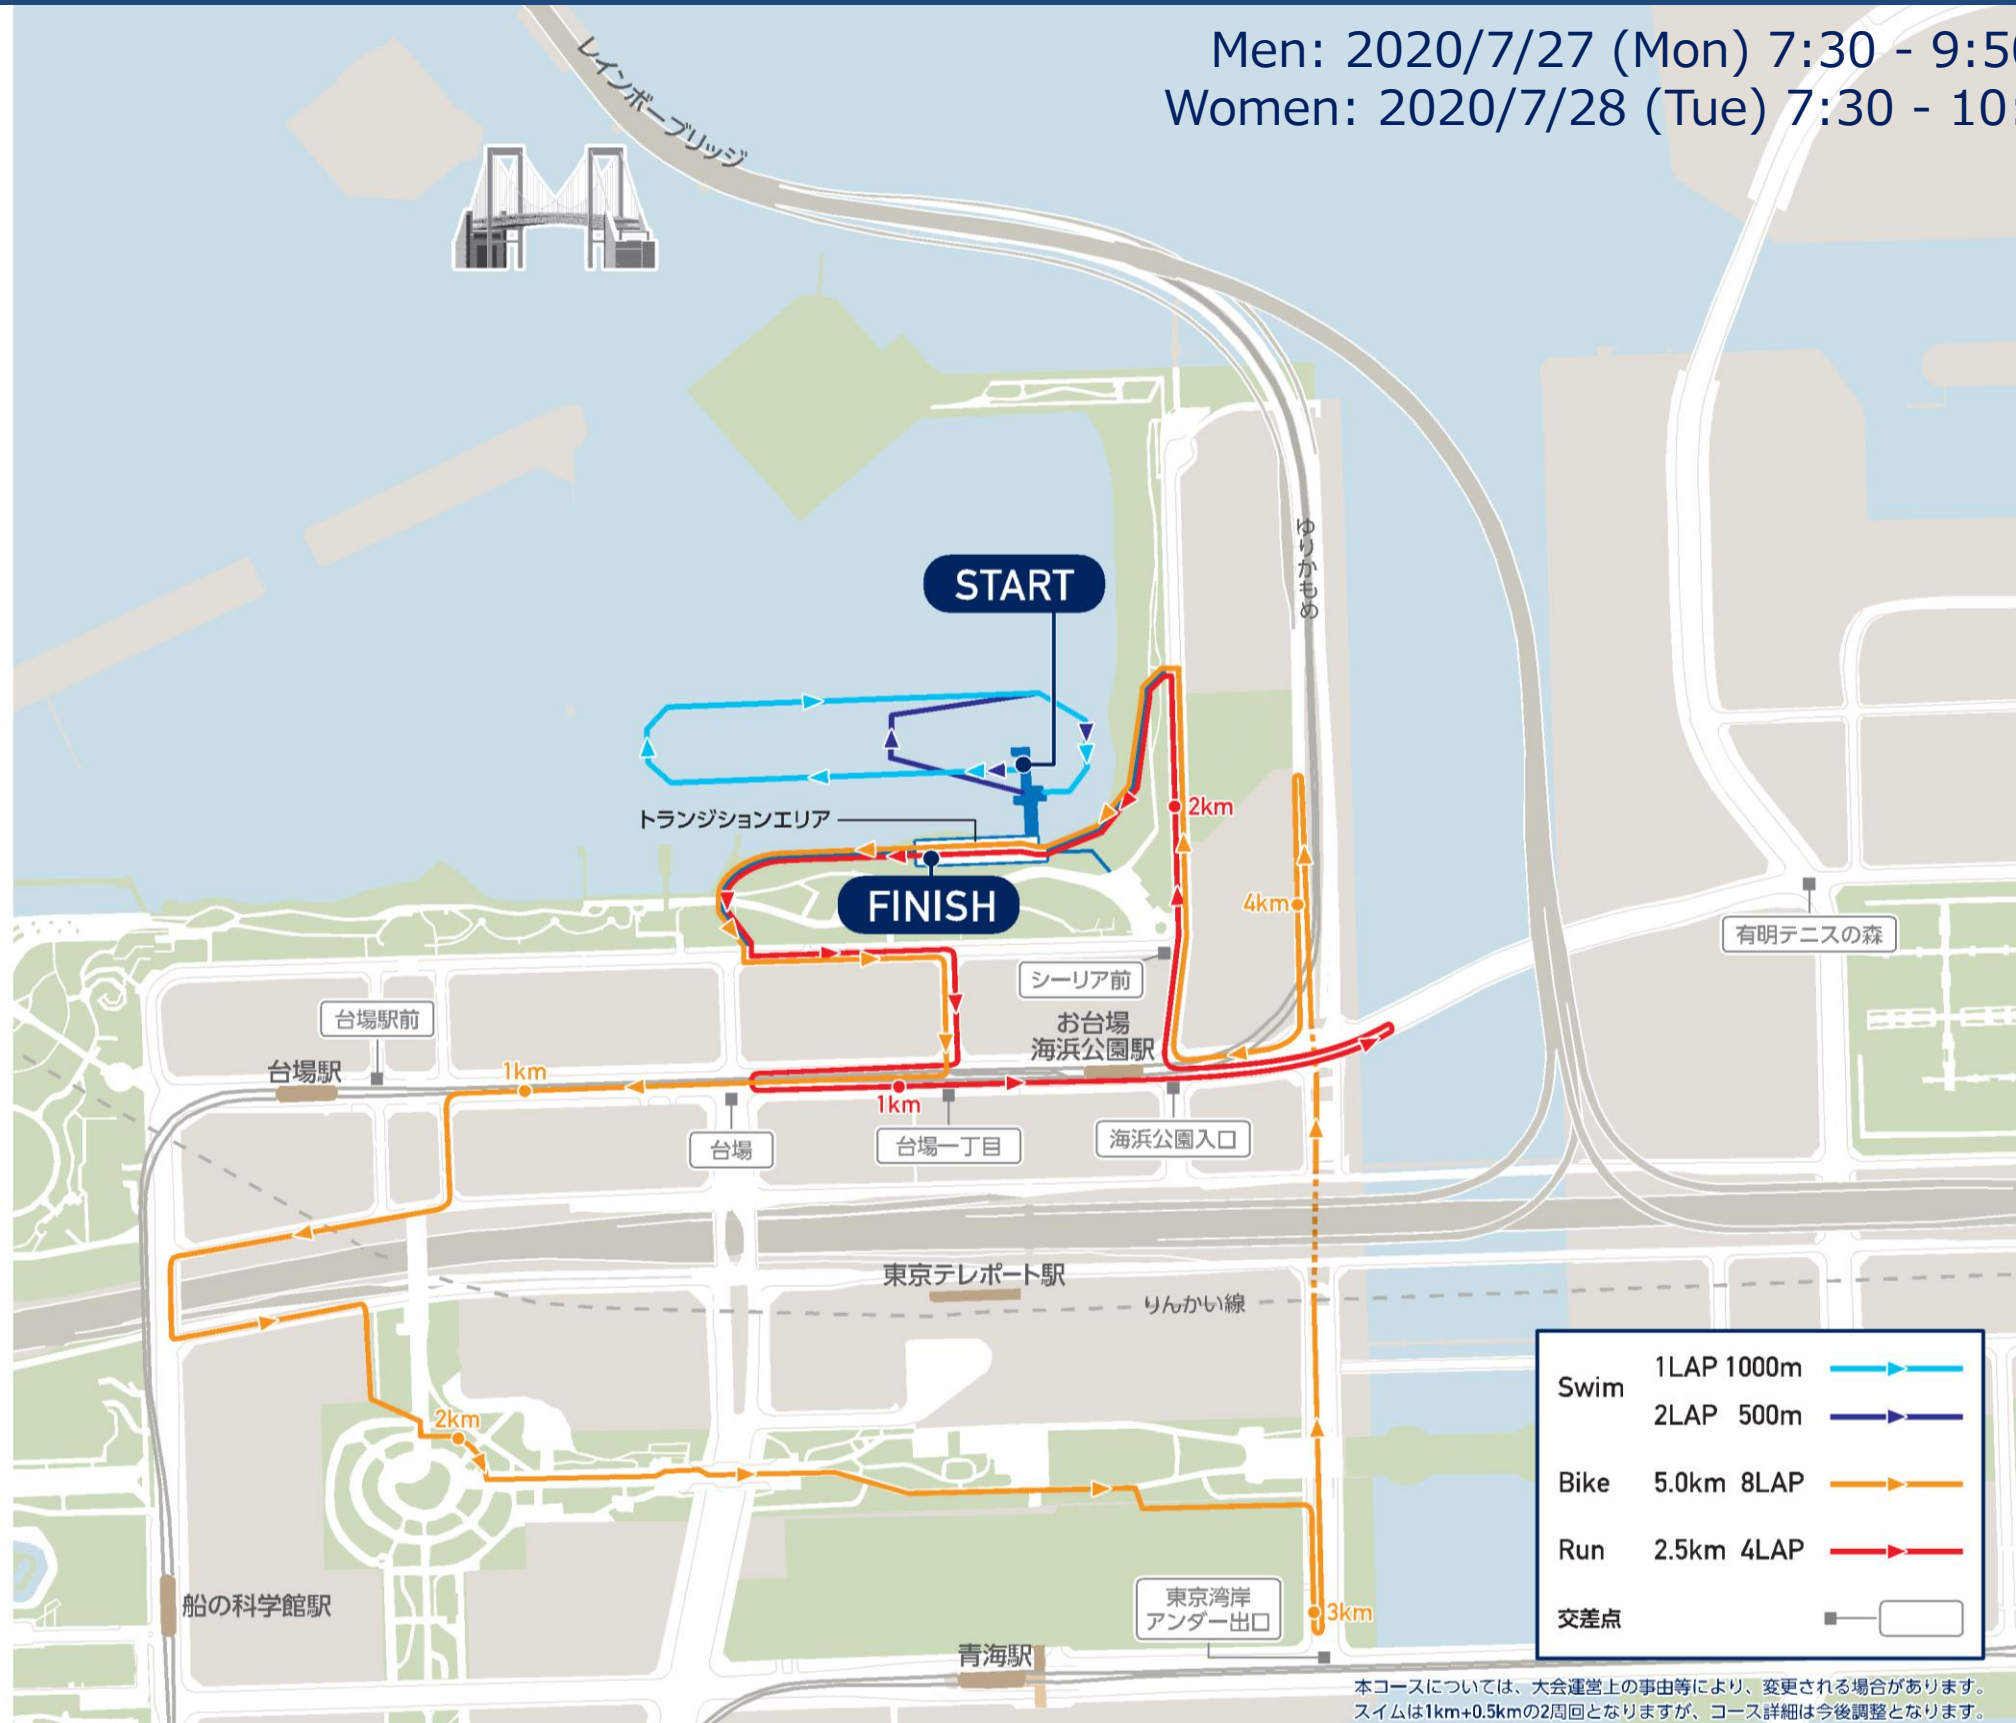 Men: 2020/7/27 (Mon) 7:30 - 9:50
Women: 2020/7/28 (Tue) 7:30 - 10:
レインボーブリッジ
ゆりかもめ
START
2km
トランジションエリア
FINISH
4km
有明テニスの森
シーリア前
台場駅前
お台場
海浜公園駅
台場駅
1km
1km
台場
台場一丁目
海浜公園入口
東京テレポート駅
りんかい線
2km
船の科学館駅
東京湾岸
アンダー出口
3km
青海駅
Swim 1LAP 1000m
2LAP 500m
Bike 5.0km 8LAP
Run 2.5km 4LAP
交差点
本コースについては、大会運営上の事由等により、変更される場合があります。
スイムは1km+0.5kmの2周回となりますが、コース詳細は今後調整となります。